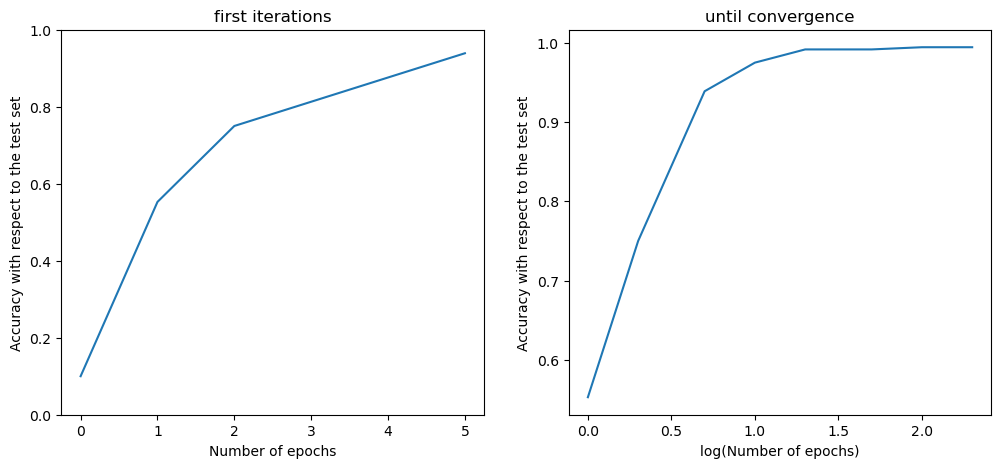 first iterations
Accuracy with respect to the test set
1.0
0.8
0.6
0.4
0.2
0.0
0 1 2 3 4 5
Number of epochs
until convergence
Accuracy with respect to the test set
1.0
0.9
0.8
0.7
0.6
0.0 0.5 1.0 1.5 2.0
log(Number of epochs)